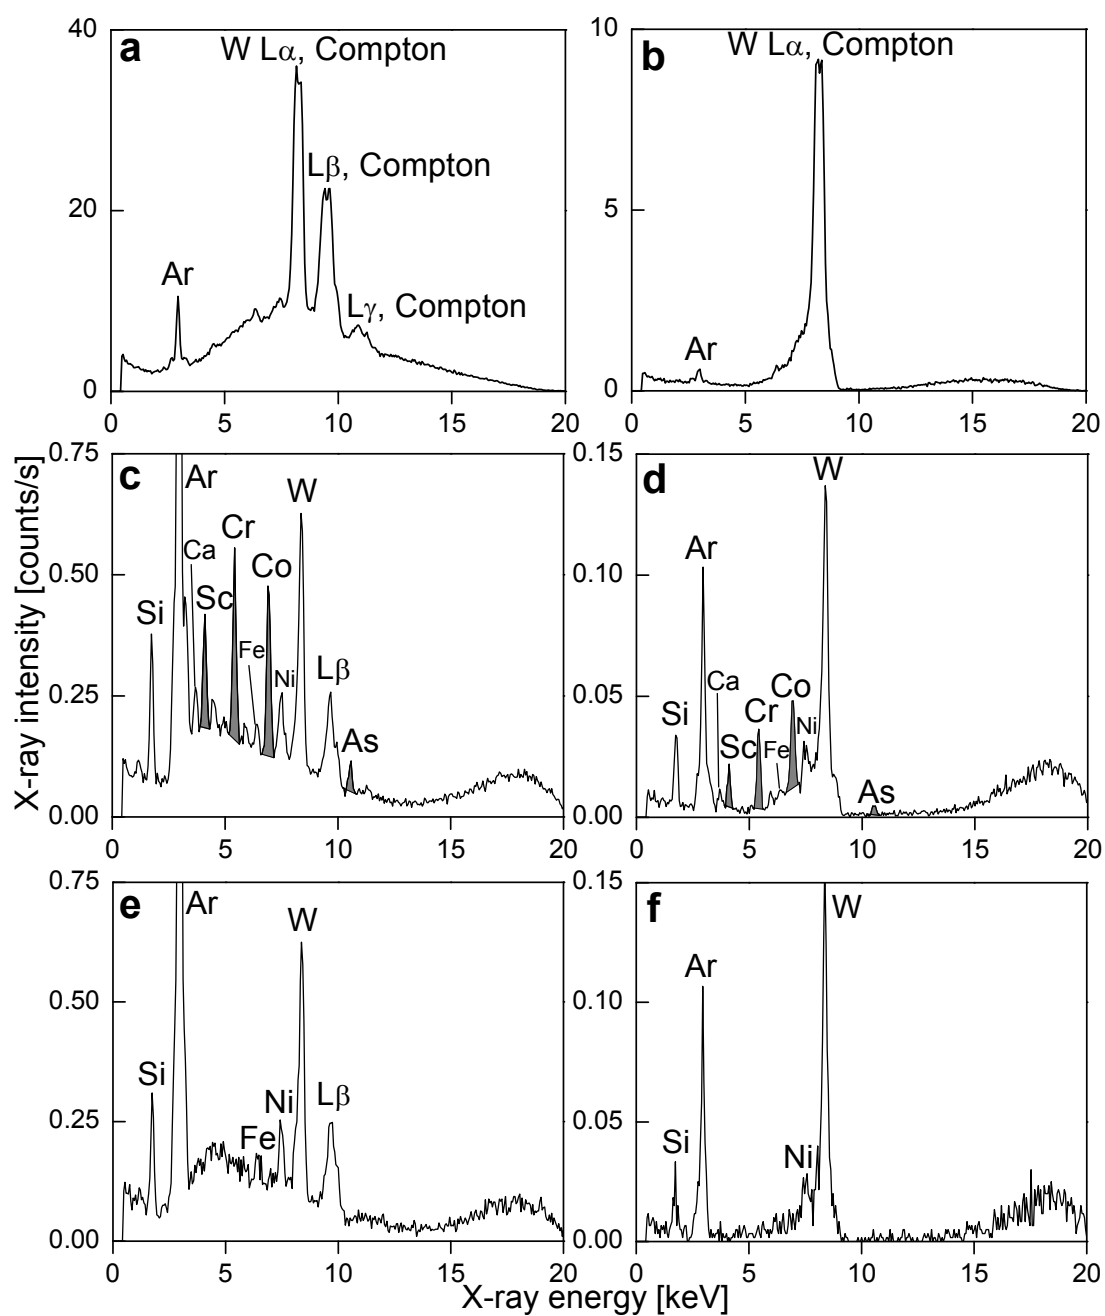 a
W Lα, Compton
Lβ, Compton
Ar
Lγ, Compton
40
20
0
0 5 10 15 20
b
W Lα, Compton
Ar
10
5
0
0 5 10 15 20
X-ray intensity [counts/s]
c
Ar
W
Ca
Cr
Co
Si
Sc
Fe
Ni
Lβ
As
0.75
0.50
0.25
0.00
0 5 10 15 20
d
W
Ar
Ca
Si
Sc
Cr
Fe
Co
Ni
As
0.15
0.10
0.05
0.00
0 5 10 15 20
e
Ar
W
Si
Fe
Ni
Lβ
0.75
0.50
0.25
0.00
0 5 10 15 20
f
W
Ar
Si
Ni
0.15
0.10
0.05
0.00
0 5 10 15 20
X-ray energy [keV]